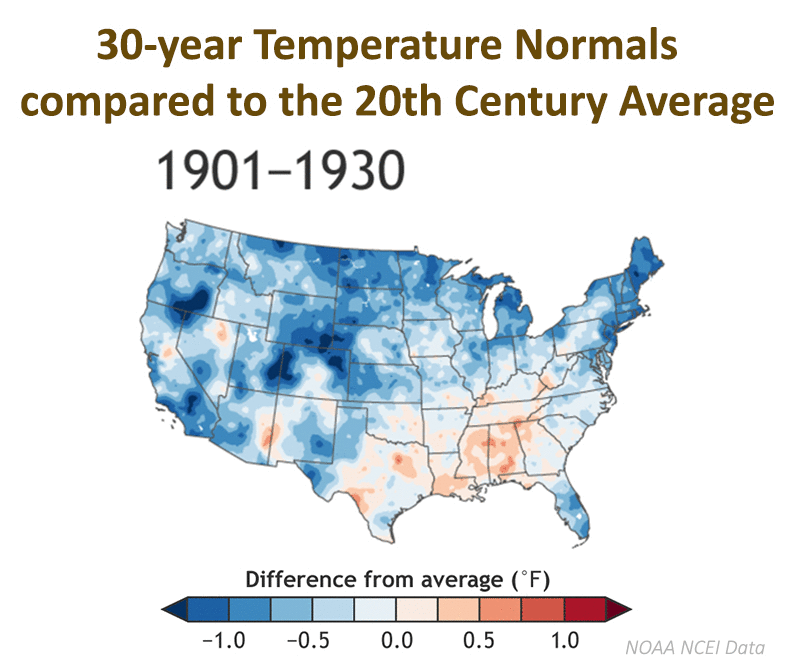 30-year Temperature Normals
compared to the 20th Century Average
1901–1930
Difference from average (°F)
−1.0 −0.5 0.0 0.5 1.0
NOAA NCEI Data